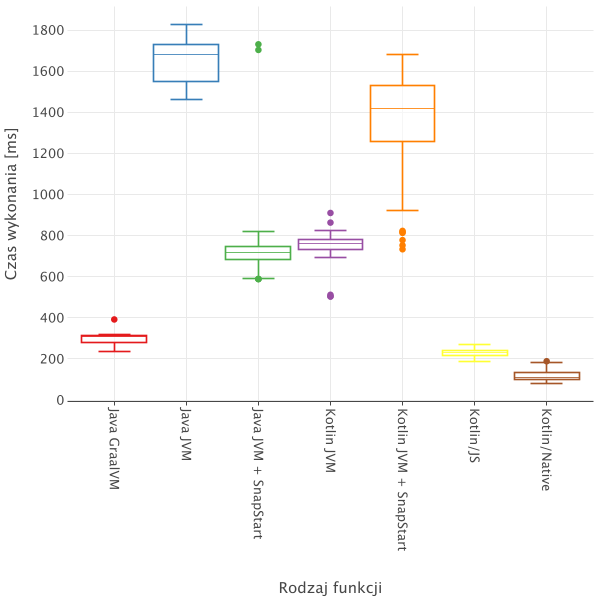 Czas wykonania [ms]
1800
1600
1400
1200
1000
800
600
400
200
0
Java GraalVM
Java JVM
Java JVM + SnapStart
Kotlin JVM
Kotlin JVM + SnapStart
Kotlin/JS
Kotlin/Native
Rodzaj funkcji